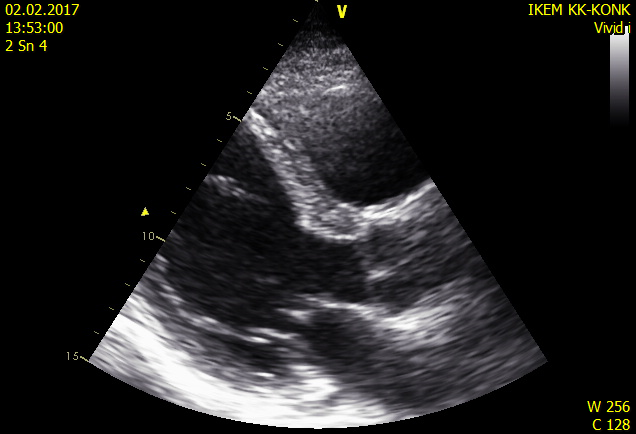 02.02.2017
13:53:00
2 Sn 4
V
IKEM KK-KONK
Vivid i
5
10
15
W 256
C 128